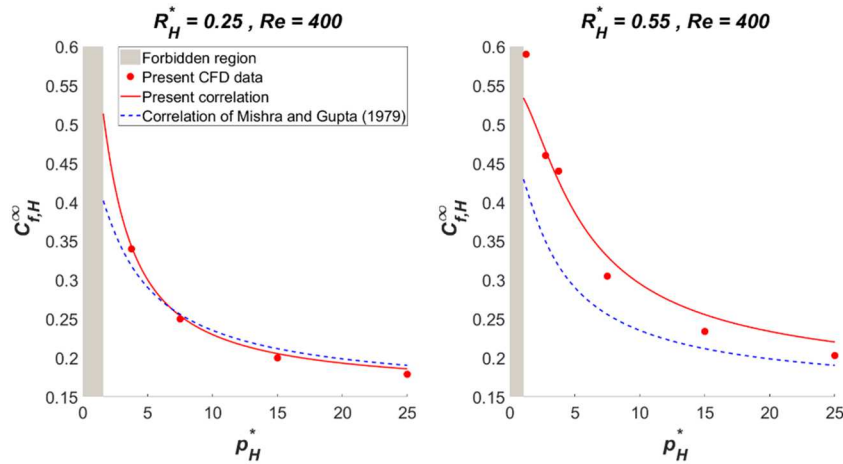 R*H = 0.25 , Re = 400
0.6
0.55
0.5
0.45
0.4
0.35
0.3
0.25
0.2
0.15
C∞f,H
Forbidden region
Present CFD data
Present correlation
Correlation of Mishra and Gupta (1979)
0 5 10 15 20 25
p*H
R*H = 0.55 , Re = 400
0.6
0.55
0.5
0.45
0.4
0.35
0.3
0.25
0.2
0.15
C∞f,H
0 5 10 15 20 25
p*H